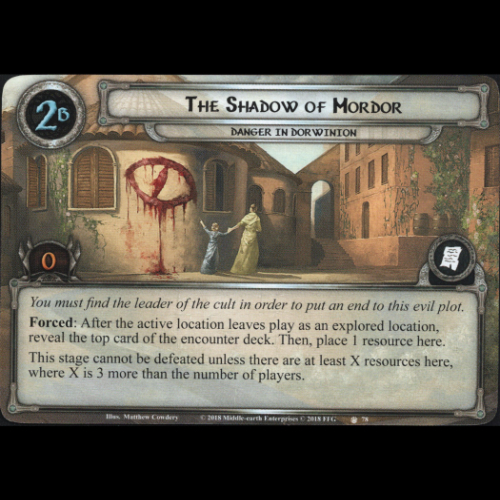 2B
THE SHADOW OF MORDOR
DANGER IN DORWINION
0
You must find the leader of the cult in order to put an end to this evil plot.
Forced: After the active location leaves play as an explored location,
reveal the top card of the encounter deck. Then, place 1 resource here.
This stage cannot be defeated unless there are at least X resources here,
where X is 3 more than the number of players.
Illus. Matthew Cowdery © 2018 Middle-earth Enterprises © 2018 FFG 78